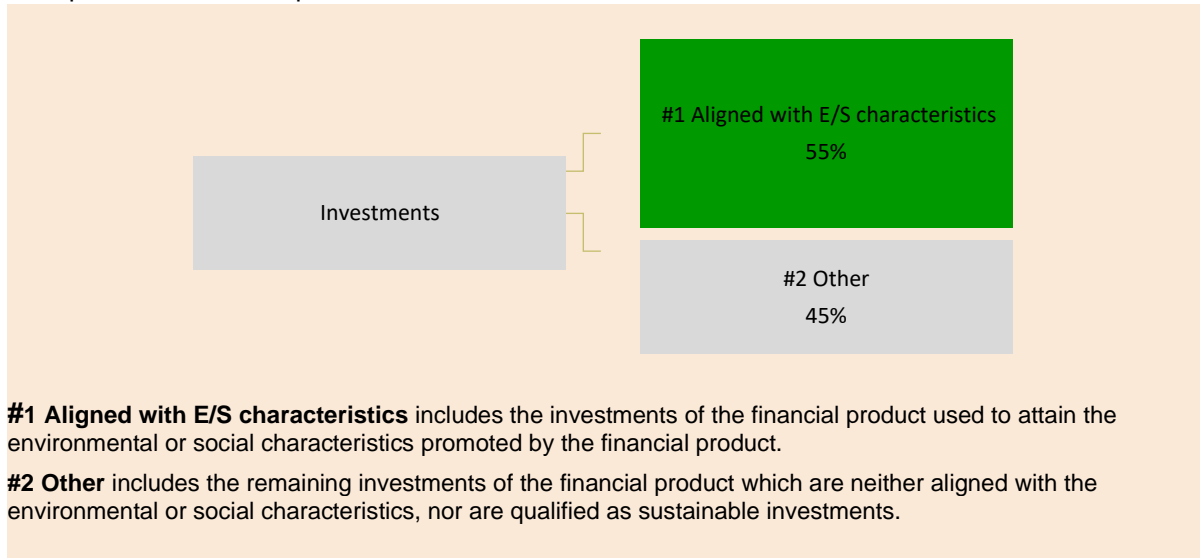 Investments
#1 Aligned with E/S characteristics
55%
#2 Other
45%
#1 Aligned with E/S characteristics includes the investments of the financial product used to attain the
environmental or social characteristics promoted by the financial product.
#2 Other includes the remaining investments of the financial product which are neither aligned with the
environmental or social characteristics, nor are qualified as sustainable investments.